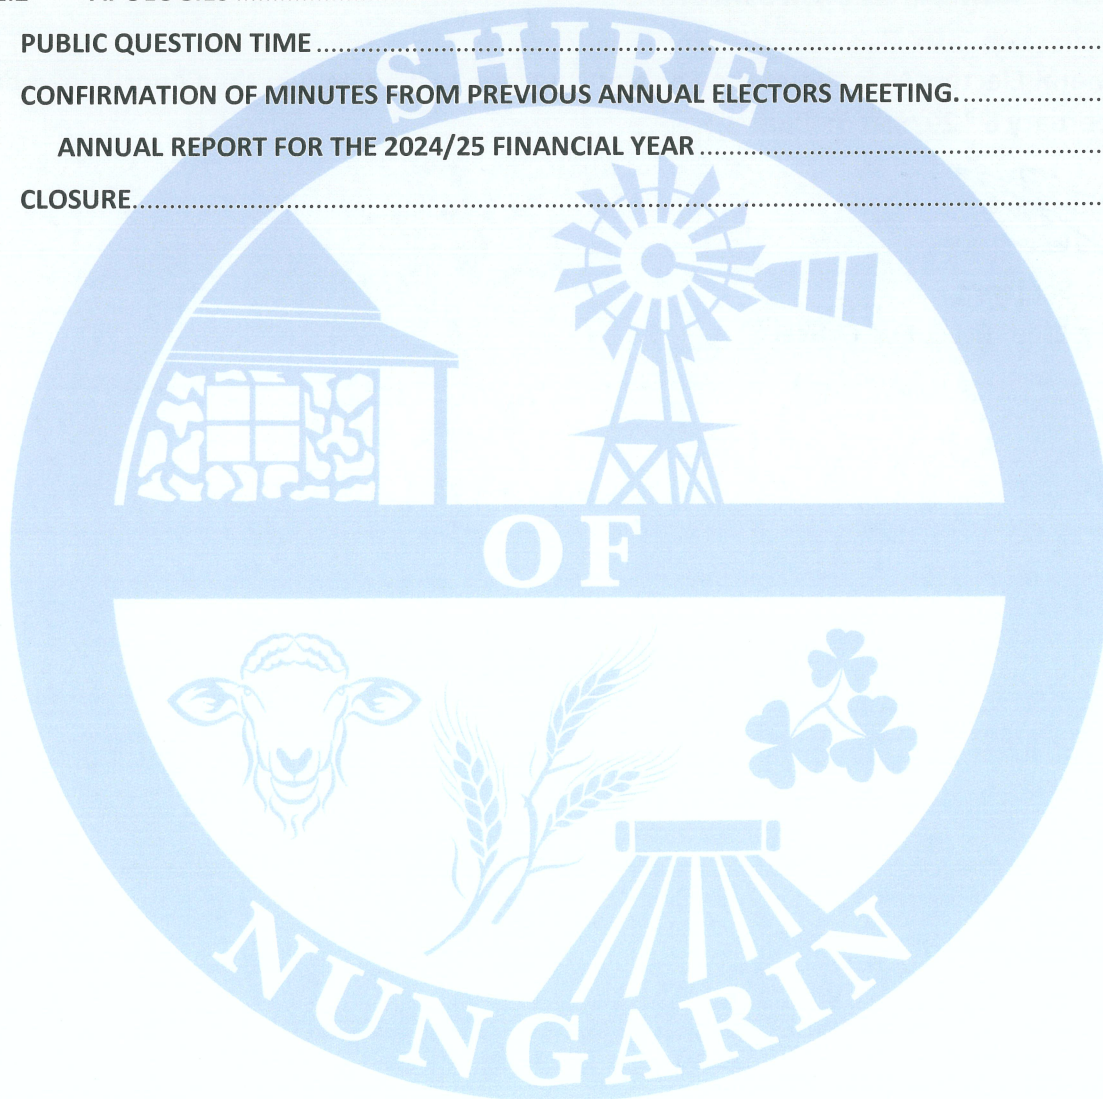 PUBLIC QUESTION TIME
CONFIRMATION OF MINUTES FROM PREVIOUS ANNUAL ELECTORS MEETING.
ANNUAL REPORT FOR THE 2024/25 FINANCIAL YEAR
CLOSURE
SHIRE
OF
NUNGARIN